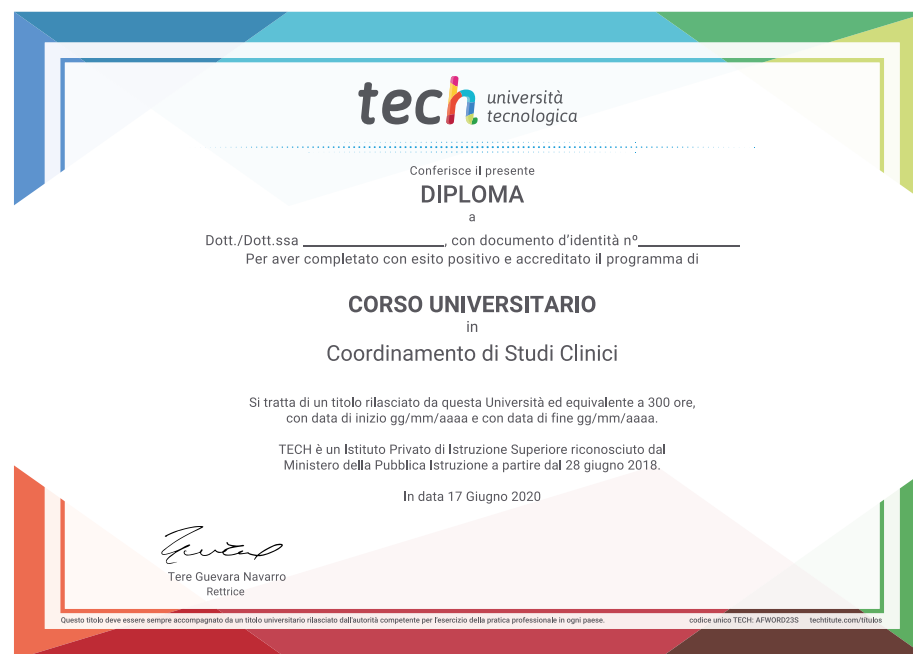 tech università
tecnologica
Conferisce il presente
DIPLOMA
a
Dott./Dott.ssa ____________________, con documento d'identità nº______________
Per aver completato con esito positivo e accreditato il programma di
CORSO UNIVERSITARIO
in
Coordinamento di Studi Clinici
Si tratta di un titolo rilasciato da questa Università ed equivalente a 300 ore,
con data di inizio gg/mm/aaaa e con data di fine gg/mm/aaaa.
TECH è un Istituto Privato di Istruzione Superiore riconosciuto dal
Ministero della Pubblica Istruzione a partire dal 28 giugno 2018.
In data 17 Giugno 2020
Tere Guevara Navarro
Rettrice
Questo titolo deve essere sempre accompagnato da un titolo universitario rilasciato dall'autorità competente per l'esercizio della pratica professionale in ogni paese. codice unico TECH: AFWORD23S techtitute.com/títulos